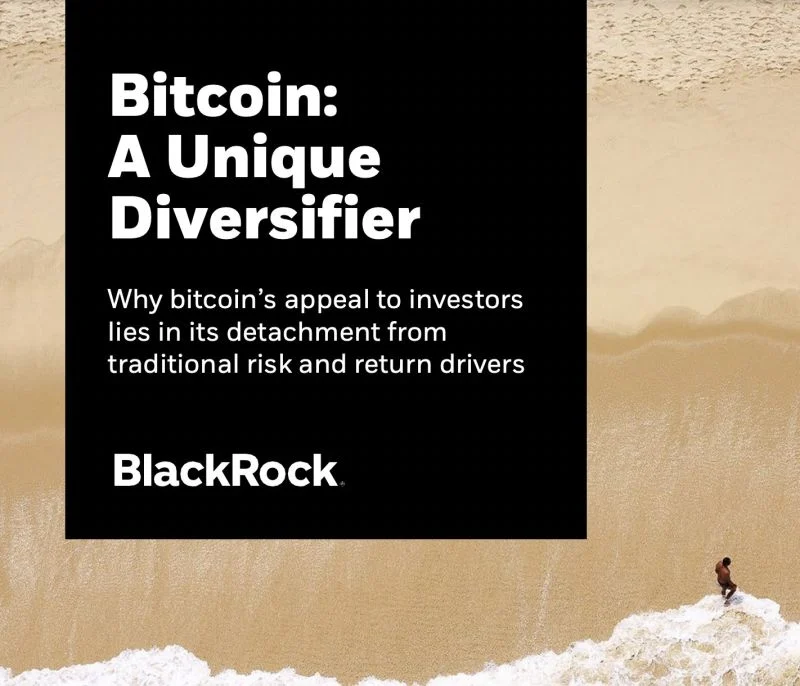 Bitcoin:
A Unique
Diversifier
Why bitcoin’s appeal to investors
lies in its detachment from
traditional risk and return drivers
BlackRock